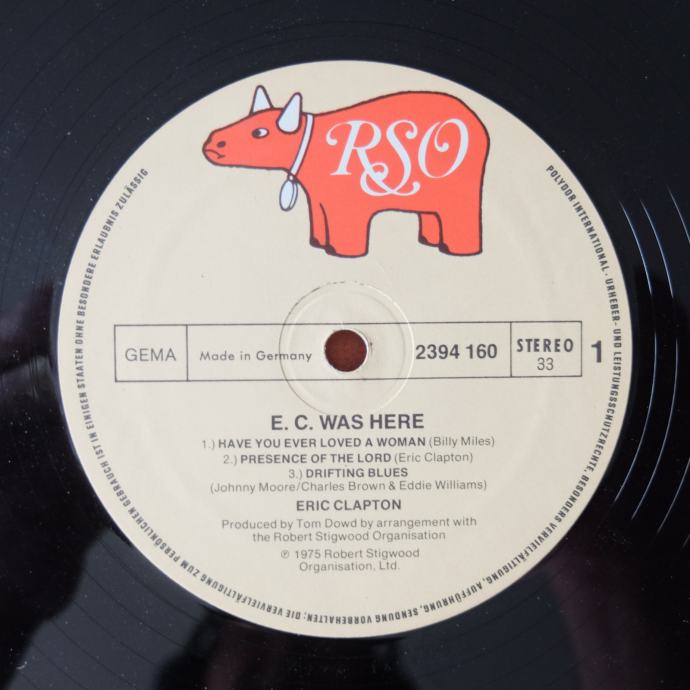 RSO
GEMA
Made in Germany
2394 160
STEREO
33
1
E. C. WAS HERE
1.) HAVE YOU EVER LOVED A WOMAN (Billy Miles)
2.) PRESENCE OF THE LORD (Eric Clapton)
3.) DRIFTING BLUES
(Johnny Moore/Charles Brown & Eddie Williams)
ERIC CLAPTON
Produced by Tom Dowd by arrangement with
the Robert Stigwood Organisation
℗ 1975 Robert Stigwood
Organisation, Ltd.
POLYDOR INTERNATIONAL · URHEBER- UND LEISTUNGSSCHUTZRECHTE, BESONDERS VERVIELFÄLTIGUNG, AUFFÜHRUNG, SENDUNG VORBEHALTEN; DIE VERVIELFÄLTIGUNG ZUM PERSÖNLICHEN GEBRAUCH IST IN EINIGEN STAATEN OHNE BESONDERE ERLAUBNIS ZULÄSSIG